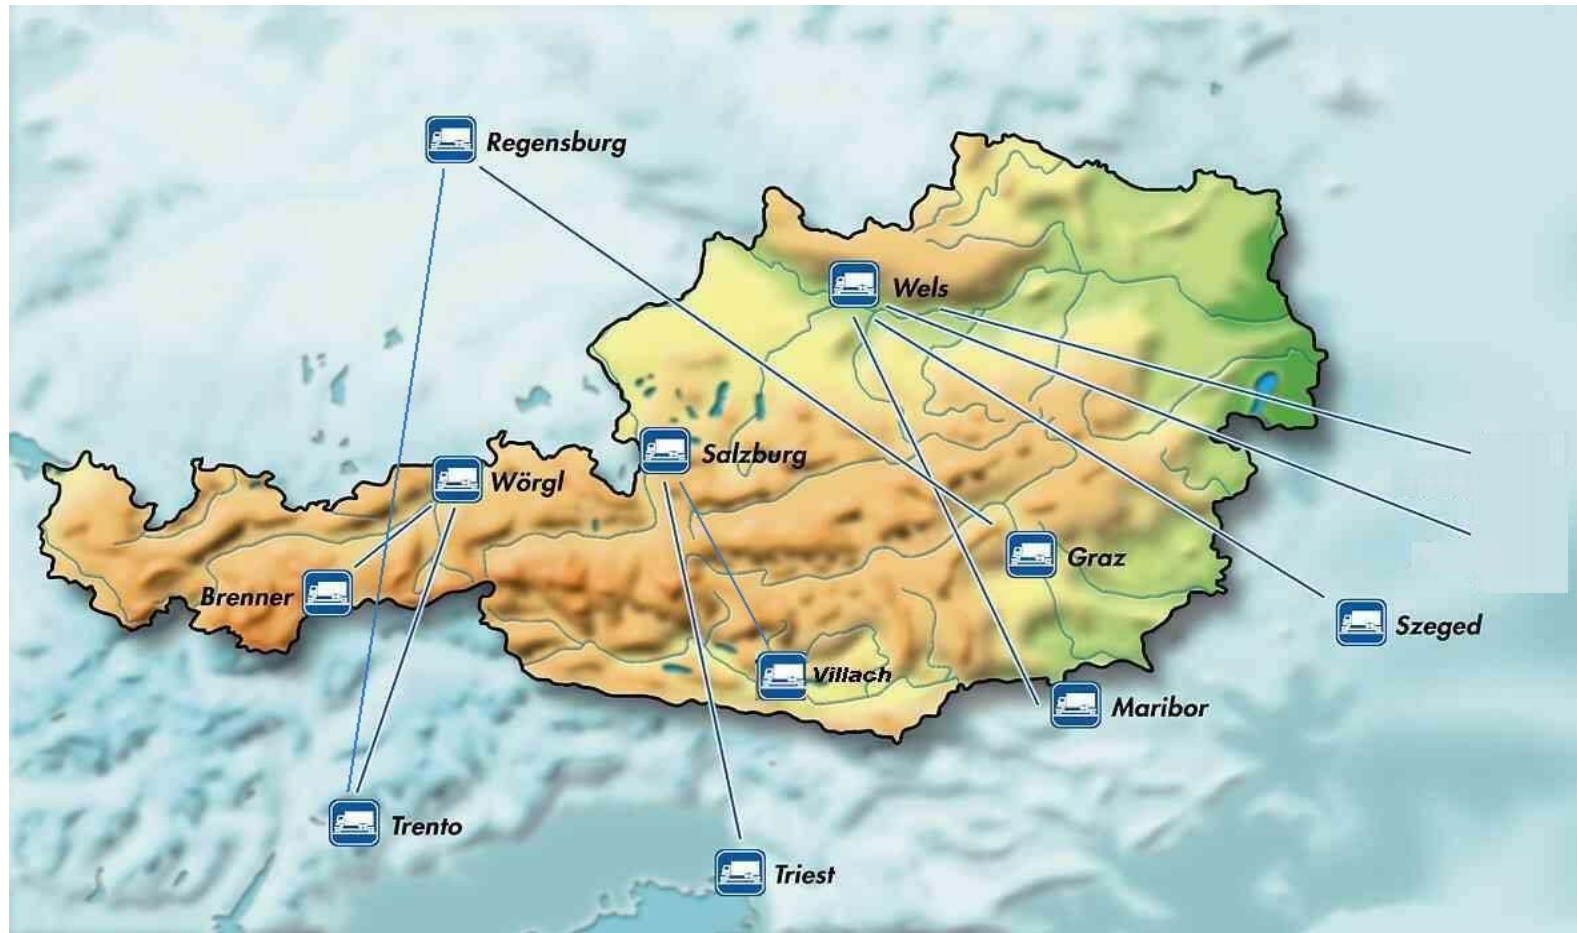 Regensburg
Wels
Salzburg
Wörgl
Graz
Brenner
Szeged
Villach
Maribor
Trento
Triest